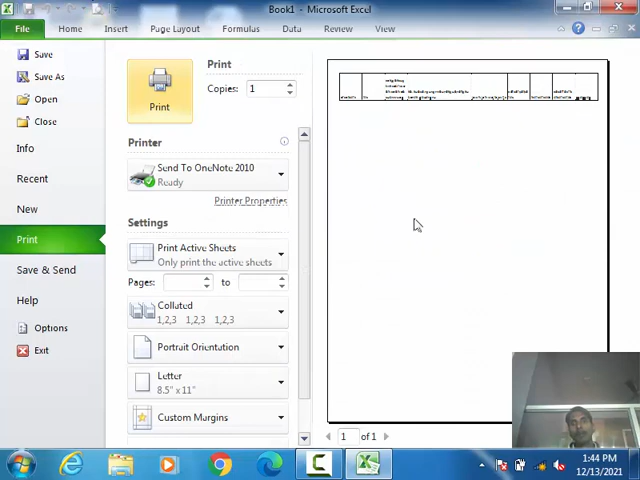 Book1 - Microsoft Excel
File Home Insert Page Layout Formulas Data Review View
Save
Save As
Open
Close
Info
Recent
New
Print
Save & Send
Help
Options
Exit
Print
Print
Copies: 1
Printer
Send To OneNote 2010
Ready
Printer Properties
Settings
Print Active Sheets
Only print the active sheets
Pages: to
Collated
1,2,3 1,2,3 1,2,3
Portrait Orientation
Letter
8.5" x 11"
Custom Margins
1 of 1
1:44 PM
12/13/2021